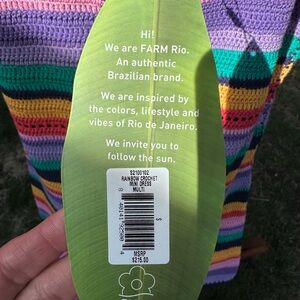 Hi!
We are FARM Rio.
An authentic
Brazilian brand.
We are inspired by
the colors, lifestyle and
vibes of Rio de Janeiro.
We invite you to
follow the sun.
S2100102
RAINBOW CROCHET
MINI DRESS
MULTI
S
MSRP
$215.00